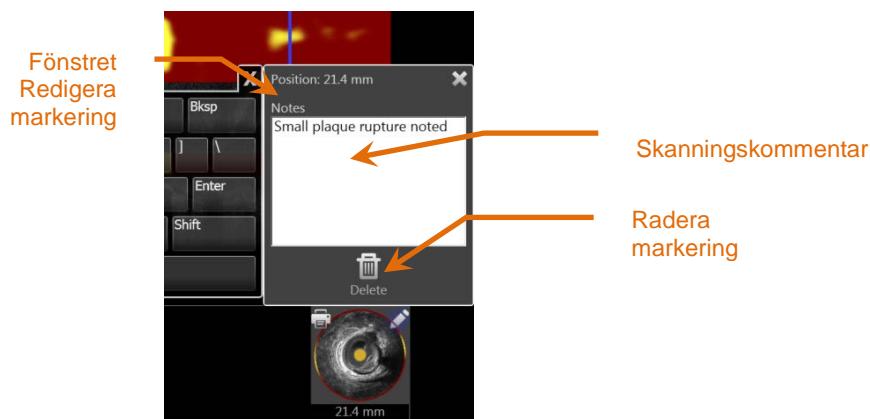 Fönstret
Redigera
markering
X
Position: 21.4 mm
Notes
Small plaque rupture noted
Bksp
] \
Enter
Shift
Delete
21.4 mm
Skanningskommentar
Radera
markering